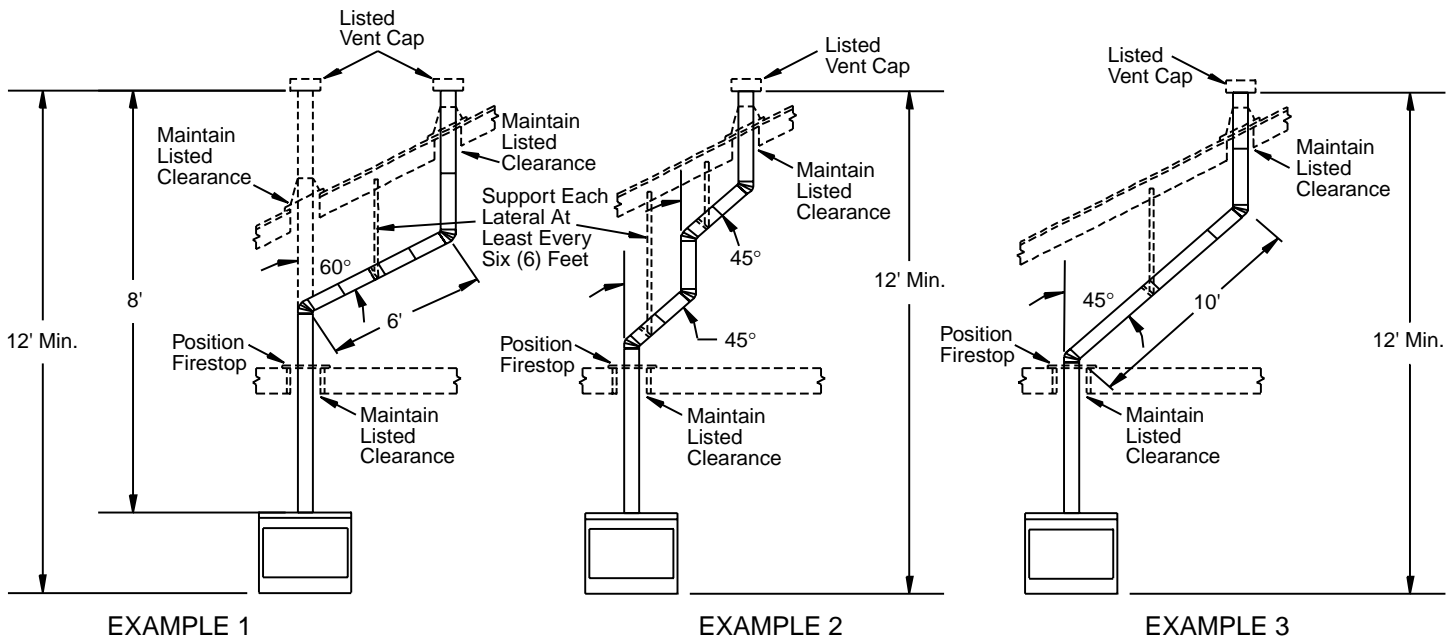 Listed
Vent Cap
Maintain
Listed
Clearance
Maintain
Listed
Clearance
Support Each
Lateral At
Least Every
Six (6) Feet
60°
8'
6'
12' Min.
Position
Firestop
Maintain
Listed
Clearance
EXAMPLE 1
Listed
Vent Cap
Maintain
Listed
Clearance
45°
12' Min.
45°
Position
Firestop
Maintain
Listed
Clearance
EXAMPLE 2
Listed
Vent Cap
Maintain
Listed
Clearance
45°
10'
12' Min.
Position
Firestop
Maintain
Listed
Clearance
EXAMPLE 3